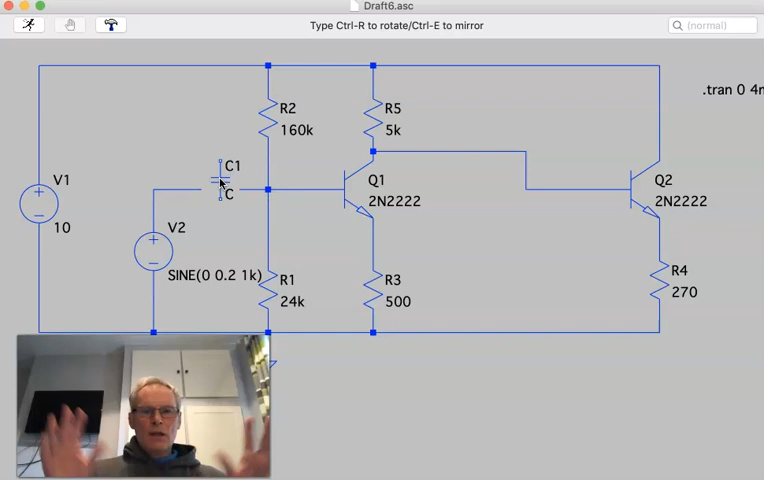 Draft6.asc
Type Ctrl-R to rotate/Ctrl-E to mirror
(normal)
.tran 0 4m
R2
160k
R5
5k
C1
C
V1
10
V2
SINE(0 0.2 1k)
Q1
2N2222
Q2
2N2222
R1
24k
R3
500
R4
270